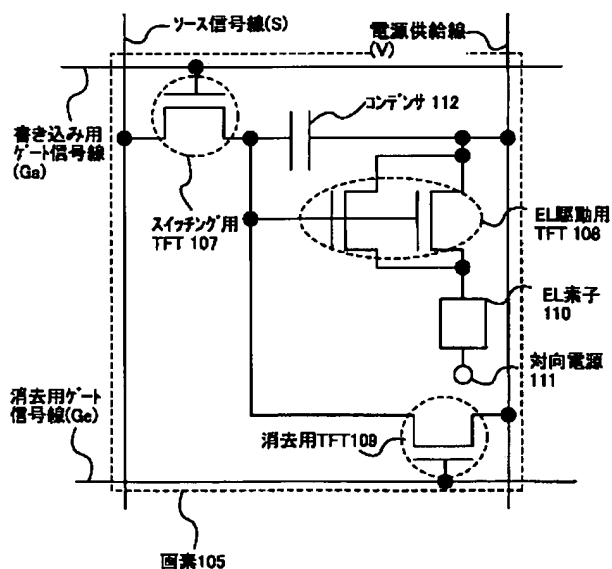 ソース信号線(S)
電源供給線
(V)
コンデンサ 112
書き込み用
ゲート信号線
(Ga)
スイッチング用
TFT 107
EL駆動用
TFT 108
EL素子
110
対向電源
111
消去用ゲート
信号線(Ge)
消去用TFT109
画素105